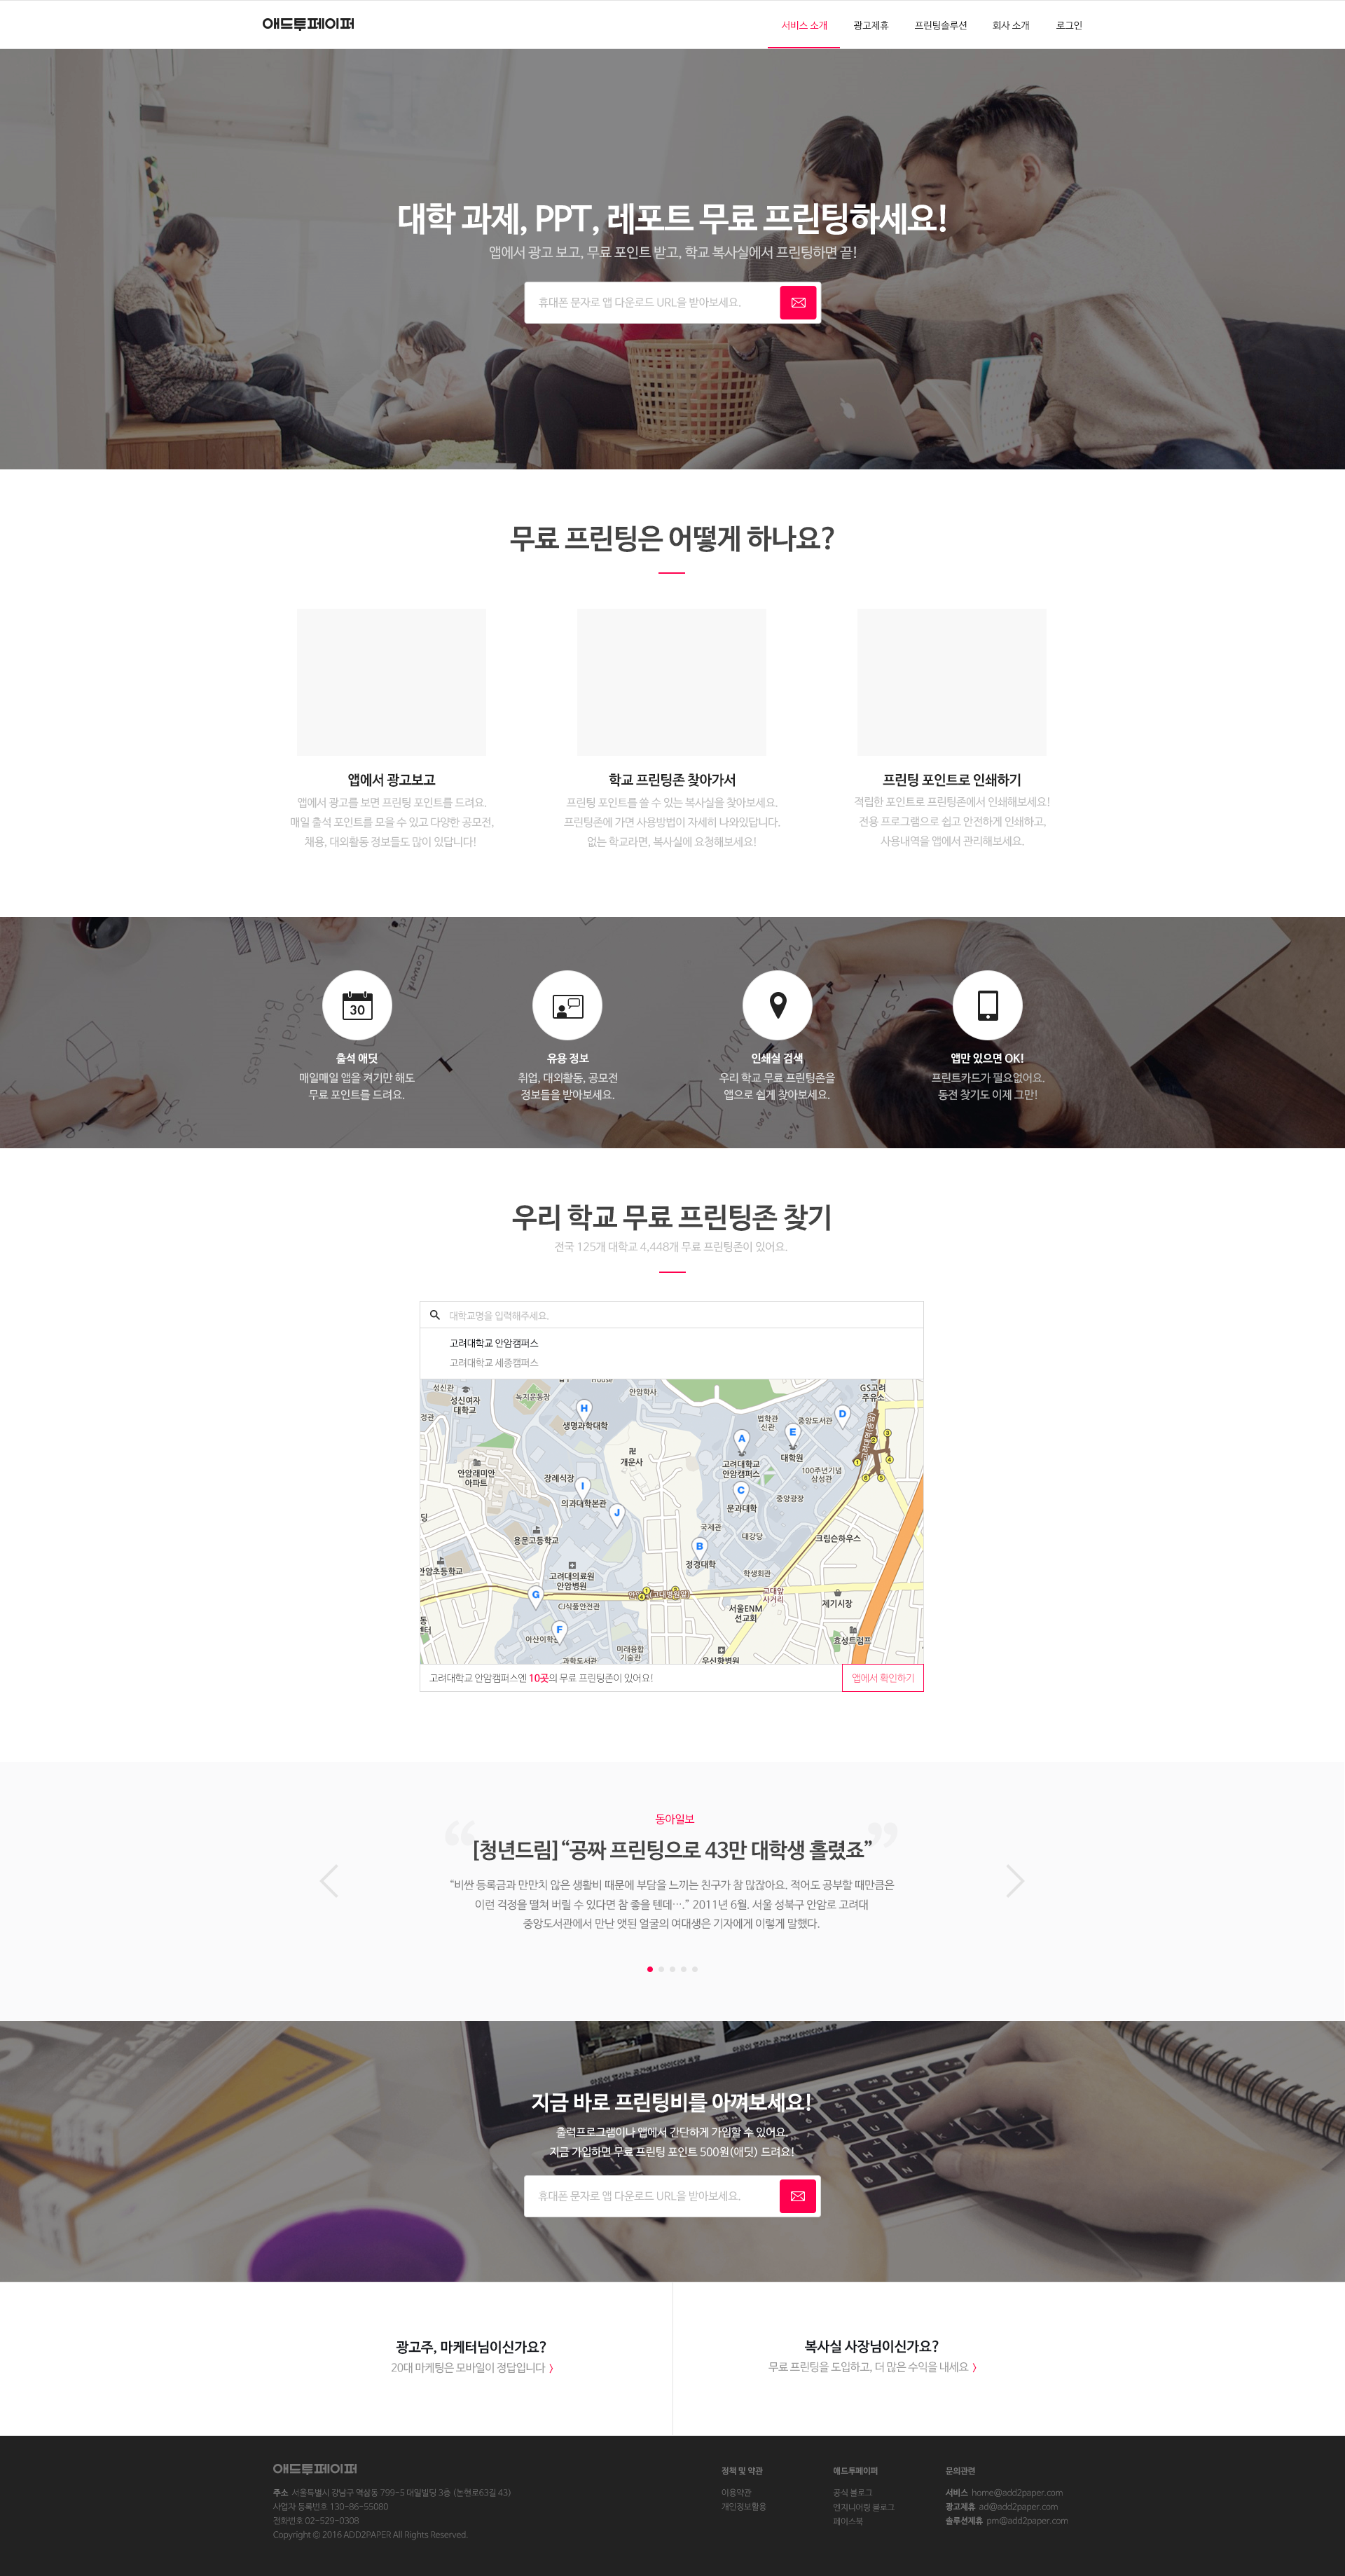 애드투페이퍼
서비스 소개
광고제휴
프린팅솔루션
회사 소개
로그인
대학 과제, PPT, 레포트 무료 프린팅하세요!
앱에서 광고 보고, 무료 포인트 받고, 학교 복사실에서 프린팅하면 끝!
휴대폰 문자로 앱 다운로드 URL을 받아보세요.
무료 프린팅은 어떻게 하나요?
앱에서 광고보고
앱에서 광고를 보면 프린팅 포인트를 드려요.
매일 출석 포인트를 모을 수 있고 다양한 공모전,
채용, 대외활동 정보들도 많이 있답니다!
학교 프린팅존 찾아가서
프린팅 포인트를 쓸 수 있는 복사실을 찾아보세요.
프린팅존에 가면 사용방법이 자세히 나와있답니다.
없는 학교라면, 복사실에 요청해보세요!
프린팅 포인트로 인쇄하기
적립한 포인트로 프린팅존에서 인쇄해보세요!
전용 프로그램으로 쉽고 안전하게 인쇄하고,
사용내역을 앱에서 관리해보세요.
30
출석 애딧
매일매일 앱을 켜기만 해도
무료 포인트를 드려요.
유용 정보
취업, 대외활동, 공모전
정보들을 받아보세요.
인쇄실 검색
우리 학교 무료 프린팅존을
앱으로 쉽게 찾아보세요.
앱만 있으면 OK!
프린트카드가 필요없어요.
동전 찾기도 이제 그만!
우리 학교 무료 프린팅존 찾기
전국 125개 대학교 4,448개 무료 프린팅존이 있어요.
대학교명을 입력해주세요.
고려대학교 안암캠퍼스
고려대학교 세종캠퍼스
성신관
성신여자
대학교
녹지운동장
House
안암학사
GS고려
주유소
정관
H
생명과학대학
법학관
신관
중앙도서관
D
A
E
고려대학교
안암캠퍼스
대학원
개운사
안암래미안
아파트
장례식장
100주년기념
삼성관
I
의과대학본관
C
문과대학
중앙광장
J
딩
용문고등학교
국제관
대강당
크림슨하우스
B
정경대학
안암초등학교
고려대의료원
안암병원
학생회관
G
CJ식품안전관
고대앞
사거리
제기시장
서울ENM
선교회
동
센터
F
아산이학관
미래융합
기술관
효성트럼프
과학도서관
우신향병원
고려대학교 안암캠퍼스엔! 10곳의 무료 프린팅존이 있어요!
앱에서 확인하기
동아일보
[청년드림] “공짜 프린팅으로 43만 대학생 홀렸죠”
“비싼 등록금과 만만치 않은 생활비 때문에 부담을 느끼는 친구가 참 많잖아요. 적어도 공부할 때만큼은
이런 걱정을 떨쳐 버릴 수 있다면 참 좋을 텐데….” 2011년 6월. 서울 성북구 안암로 고려대
중앙도서관에서 만난 앳된 얼굴의 여대생은 기자에게 이렇게 말했다.
지금 바로 프린팅비를 아껴보세요!
출력프로그램이나 앱에서 간단하게 가입할 수 있어요.
지금 가입하면 무료 프린팅 포인트 500원(애딧) 드려요!
휴대폰 문자로 앱 다운로드 URL을 받아보세요.
광고주, 마케터님이신가요?
20대 마케팅은 모바일이 정답입니다 >
복사실 사장님이신가요?
무료 프린팅을 도입하고, 더 많은 수익을 내세요 >
애드투페이퍼
주소 서울특별시 강남구 역삼동 799-5 대일빌딩 3층 (논현로63길 43)
사업자 등록번호 130-86-55080
전화번호 02-529-0308
Copyright © 2016 ADD2PAPER All Rights Reserved.
정책 및 약관
이용약관
개인정보활용
애드투페이퍼
공식 블로그
엔지니어링 블로그
페이스북
문의관련
서비스 home@add2paper.com
광고제휴 ad@add2paper.com
솔루션제휴 pm@add2paper.com